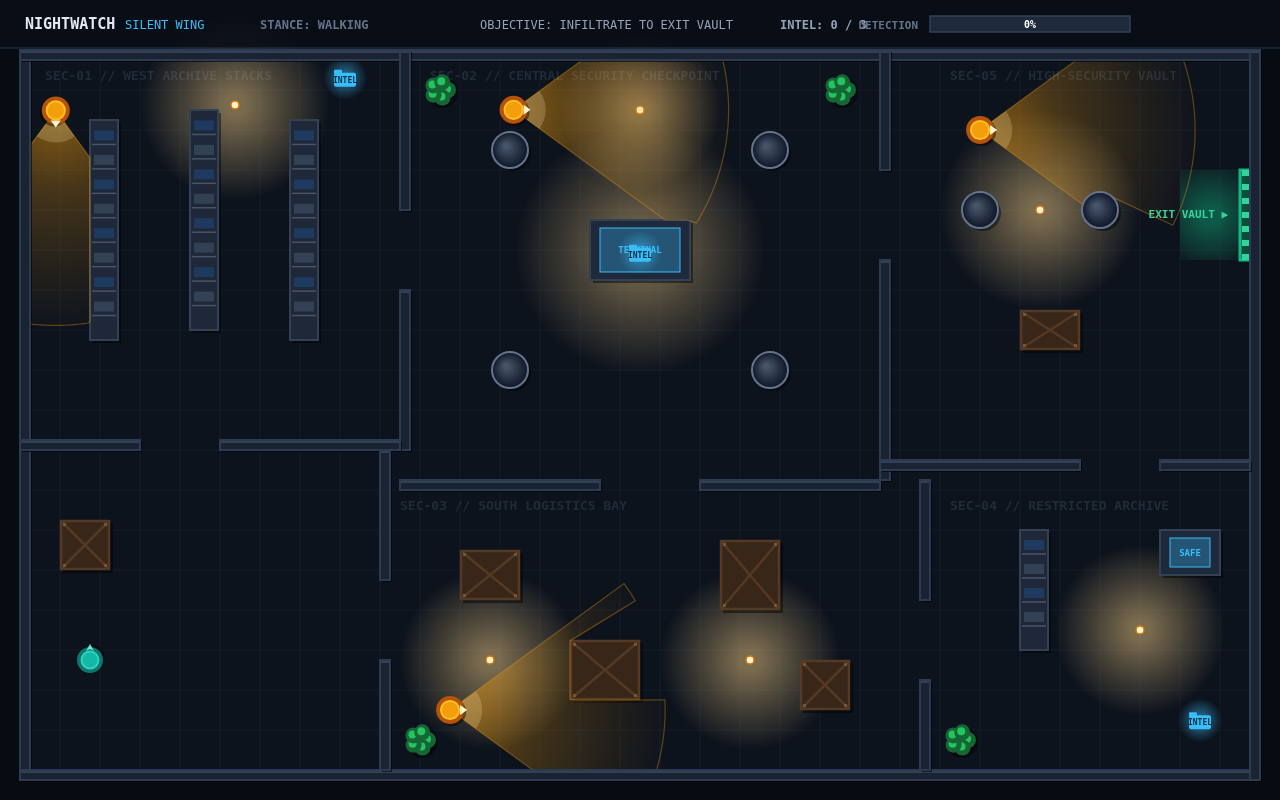 NIGHTWATCH SILENT WING STANCE: WALKING OBJECTIVE: INFILTRATE TO EXIT VAULT INTEL: 0 / 3 DETECTION 0%
SEC-01 // WEST ARCHIVE STACKS
INTEL
SEC-02 // CENTRAL SECURITY CHECKPOINT
SEC-05 // HIGH-SECURITY VAULT
EXIT VAULT ▶
TERMINAL
INTEL
SEC-03 // SOUTH LOGISTICS BAY
SEC-04 // RESTRICTED ARCHIVE
SAFE
INTEL